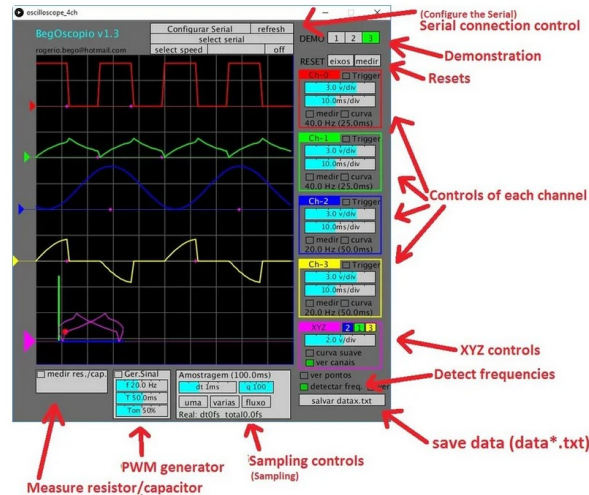 oscilloscope_4ch
BegOscopio v1.3
rogerio.bego@hotmail.com
Configurar Serial refresh
select serial
select speed off
DEMO 1 2 3
RESET eixos medir
Ch-0 Trigger
3.0 v/div
10.0ms/div
medir curva
40.0 Hz (25.0ms)
Ch-1 Trigger
3.0 v/div
10.0ms/div
medir curva
40.0 Hz (25.0ms)
Ch-2 Trigger
3.0 v/div
10.0ms/div
medir curva
20.0 Hz (50.0ms)
Ch-3 Trigger
3.0 v/div
10.0ms/div
medir curva
20.0 Hz (50.0ms)
XYZ 2 1 3
2.0 v/div
curva suave
ver canais
ver pontos
detectar freq.
salvar datax.txt
medir res./cap.
Ger.Sinal
f 20.0 Hz
T 50.0ms
Ton 50%
Amostragem (100.0ms)
dt 1ms q 100
uma varias fluxo
Real: dt0fs total0.0fs
(Configure the Serial)
Serial connection control
Demonstration
Resets
Controls of each channel
XYZ controls
Detect frequencies
save data (data*.txt)
PWM generator
Sampling controls
(Sampling)
Measure resistor/capacitor